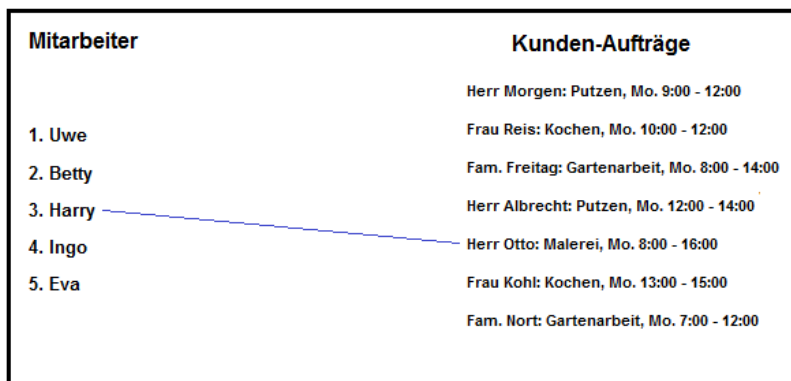 Mitarbeiter
1. Uwe
2. Betty
3. Harry
4. Ingo
5. Eva
Kunden-Aufträge
Herr Morgen: Putzen, Mo. 9:00 - 12:00
Frau Reis: Kochen, Mo. 10:00 - 12:00
Fam. Freitag: Gartenarbeit, Mo. 8:00 - 14:00
Herr Albrecht: Putzen, Mo. 12:00 - 14:00
Herr Otto: Malerei, Mo. 8:00 - 16:00
Frau Kohl: Kochen, Mo. 13:00 - 15:00
Fam. Nort: Gartenarbeit, Mo. 7:00 - 12:00